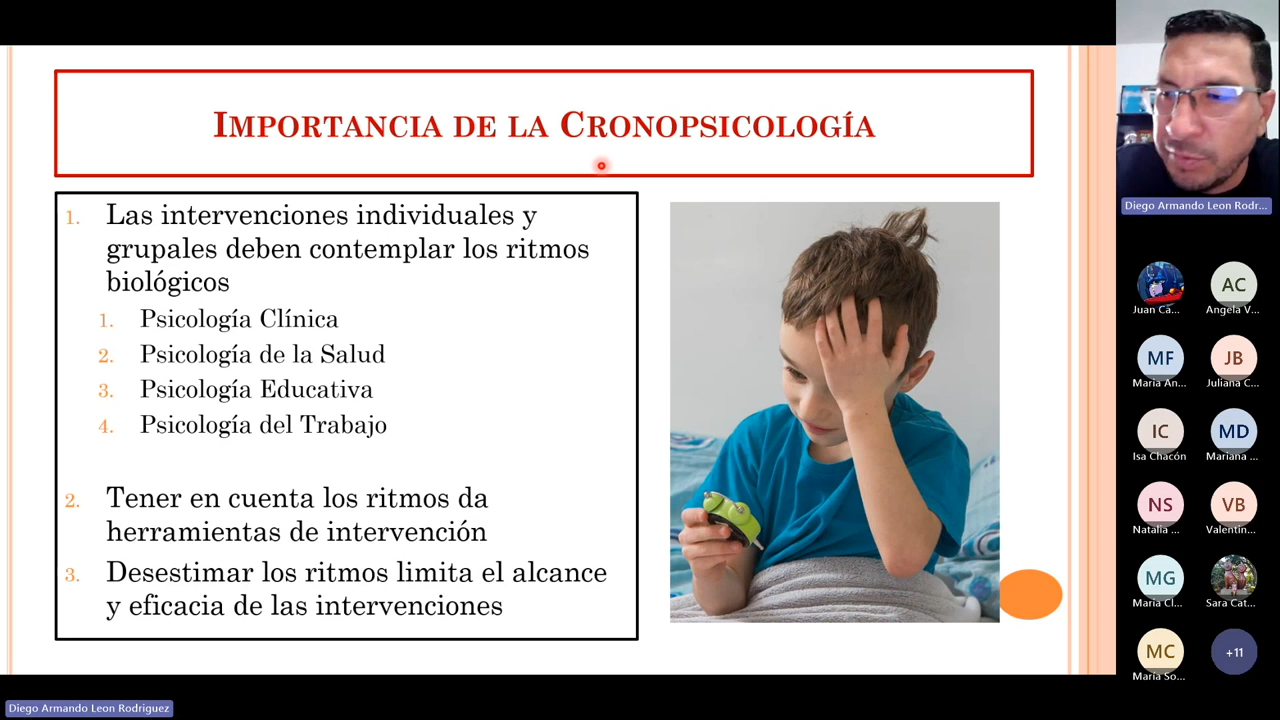 IMPORTANCIA DE LA CRONOPSICOLOGÍA
1. Las intervenciones individuales y
grupales deben contemplar los ritmos
biológicos
1. Psicología Clínica
2. Psicología de la Salud
3. Psicología Educativa
4. Psicología del Trabajo
2. Tener en cuenta los ritmos da
herramientas de intervención
3. Desestimar los ritmos limita el alcance
y eficacia de las intervenciones
Diego Armando Leon Rodr...
Juan Ca...
AC
Angela V...
MF
Maria An...
JB
Juliana C...
IC
Isa Chacón
MD
Mariana ...
NS
Natalia ...
VB
Valentin...
MG
Maria Cl...
Sara Cat...
MC
Maria So...
+11
Diego Armando Leon Rodriguez